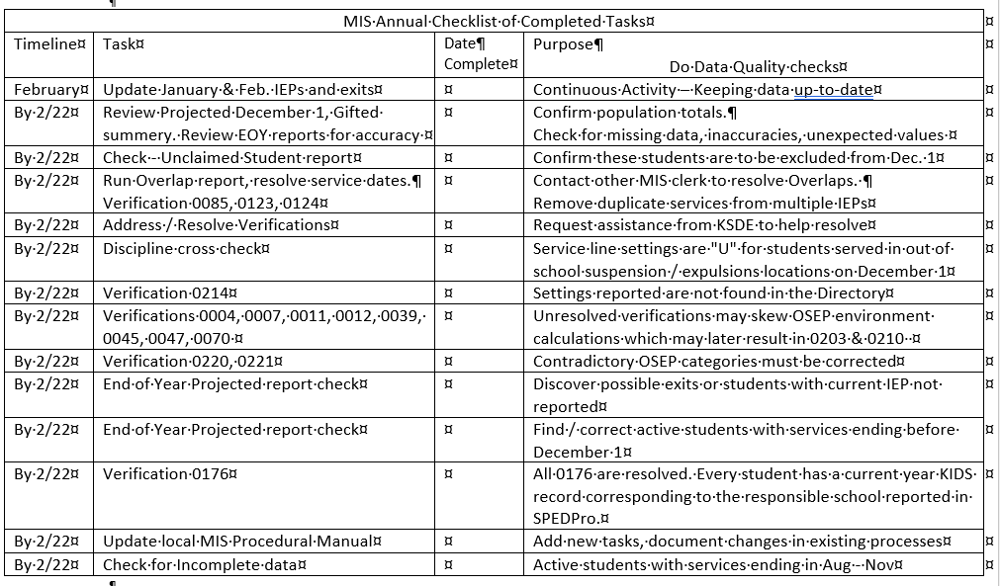 MIS Annual Checklist of Completed Tasks
Timeline Task Date Complete Purpose
Do Data Quality checks
February Update January & Feb. IEPs and exits Continuous Activity – Keeping data up-to-date
By 2/22 Review Projected December 1, Gifted Confirm population totals.
summery. Review EOY reports for accuracy Check for missing data, inaccuracies, unexpected values
By 2/22 Check - Unclaimed Student report Confirm these students are to be excluded from Dec. 1
By 2/22 Run Overlap report, resolve service dates. Contact other MIS clerk to resolve Overlaps.
Verification 0085, 0123, 0124 Remove duplicate services from multiple IEPs
By 2/22 Address / Resolve Verifications Request assistance from KSDE to help resolve
By 2/22 Discipline cross check Service line settings are "U" for students served in out of
school suspension / expulsions locations on December 1
By 2/22 Verification 0214 Settings reported are not found in the Directory
By 2/22 Verifications 0004, 0007, 0011, 0012, 0039, Unresolved verifications may skew OSEP environment
0045, 0047, 0070 calculations which may later result in 0203 & 0210
By 2/22 Verification 0220, 0221 Contradictory OSEP categories must be corrected
By 2/22 End of Year Projected report check Discover possible exits or students with current IEP not
reported
By 2/22 End of Year Projected report check Find / correct active students with services ending before
December 1
By 2/22 Verification 0176 All 0176 are resolved. Every student has a current year KIDS
record corresponding to the responsible school reported in
SPEDPro.
By 2/22 Update local MIS Procedural Manual Add new tasks, document changes in existing processes
By 2/22 Check for Incomplete data Active students with services ending in Aug - Nov